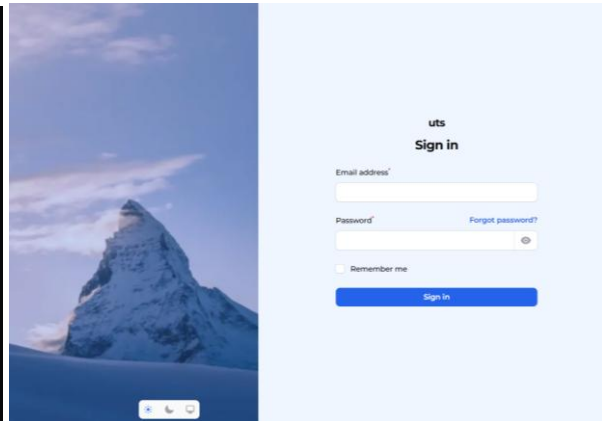 uts
Sign in
Email address*
Password* Forgot password?
Remember me
Sign in